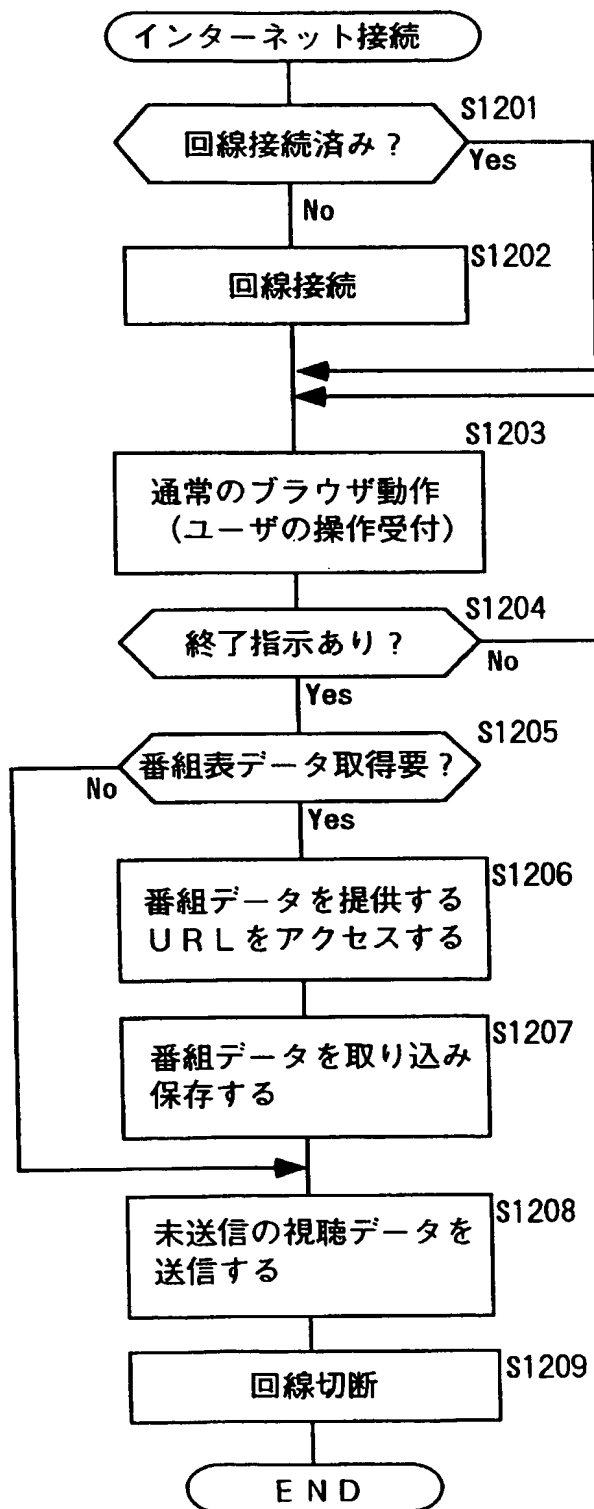 インターネット接続
S1201
回線接続済み？
Yes
No
S1202
回線接続
S1203
通常のブラウザ動作
（ユーザの操作受付）
S1204
終了指示あり？
No
Yes
S1205
番組表データ取得要？
No
Yes
S1206
番組データを提供する
ＵＲＬをアクセスする
S1207
番組データを取り込み
保存する
S1208
未送信の視聴データを
送信する
S1209
回線切断
ＥＮＤ